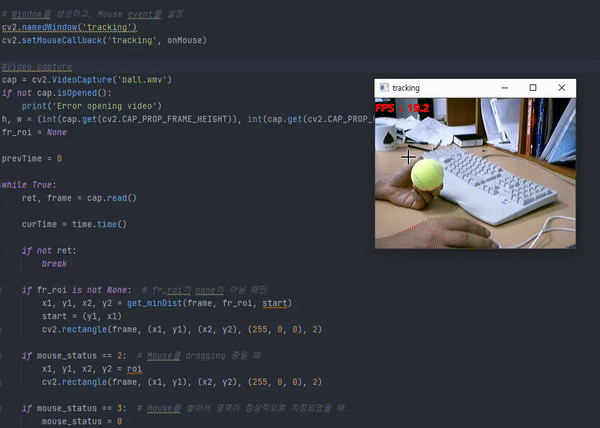 # Window를 생성하고, Mouse event를 설정
cv2.namedWindow('tracking')
cv2.setMouseCallback('tracking', onMouse)
#Video capture
cap = cv2.VideoCapture('ball.wmv')
if not cap.isOpened():
print('Error opening video')
h, w = (int(cap.get(cv2.CAP_PROP_FRAME_HEIGHT)), int(cap.get(cv2.CAP_PROP_
fr_roi = None
prevTime = 0
while True:
ret, frame = cap.read()
curTime = time.time()
if not ret:
break
if fr_roi is not None: # fr_roi가 none이 아닐 때만
x1, y1, x2, y2 = get_minDist(frame, fr_roi, start)
start = (y1, x1)
cv2.rectangle(frame, (x1, y1), (x2, y2), (255, 0, 0), 2)
if mouse_status == 2: # Mouse를 dragging 중일 때
x1, y1, x2, y2 = roi
cv2.rectangle(frame, (x1, y1), (x2, y2), (255, 0, 0), 2)
if mouse_status == 3: # Mouse를 놓아서 영역이 정상적으로 지정되었을 때.
mouse_status = 0
tracking
FPS : 19.2